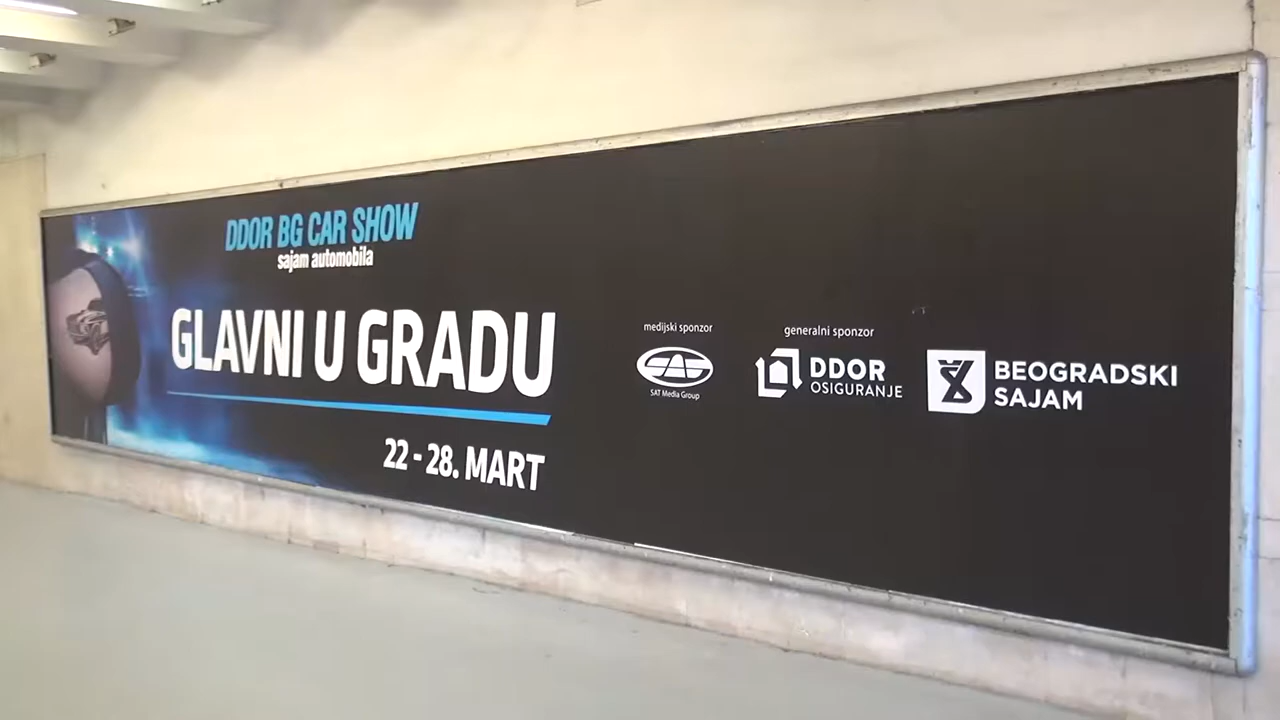 DDOR BG CAR SHOW
sajam automobila
GLAVNI U GRADU
22 - 28. MART
medijski sponzor
SAT Media Group
generalni sponzor
DDOR
OSIGURANJE
BEOGRADSKI
SAJAM